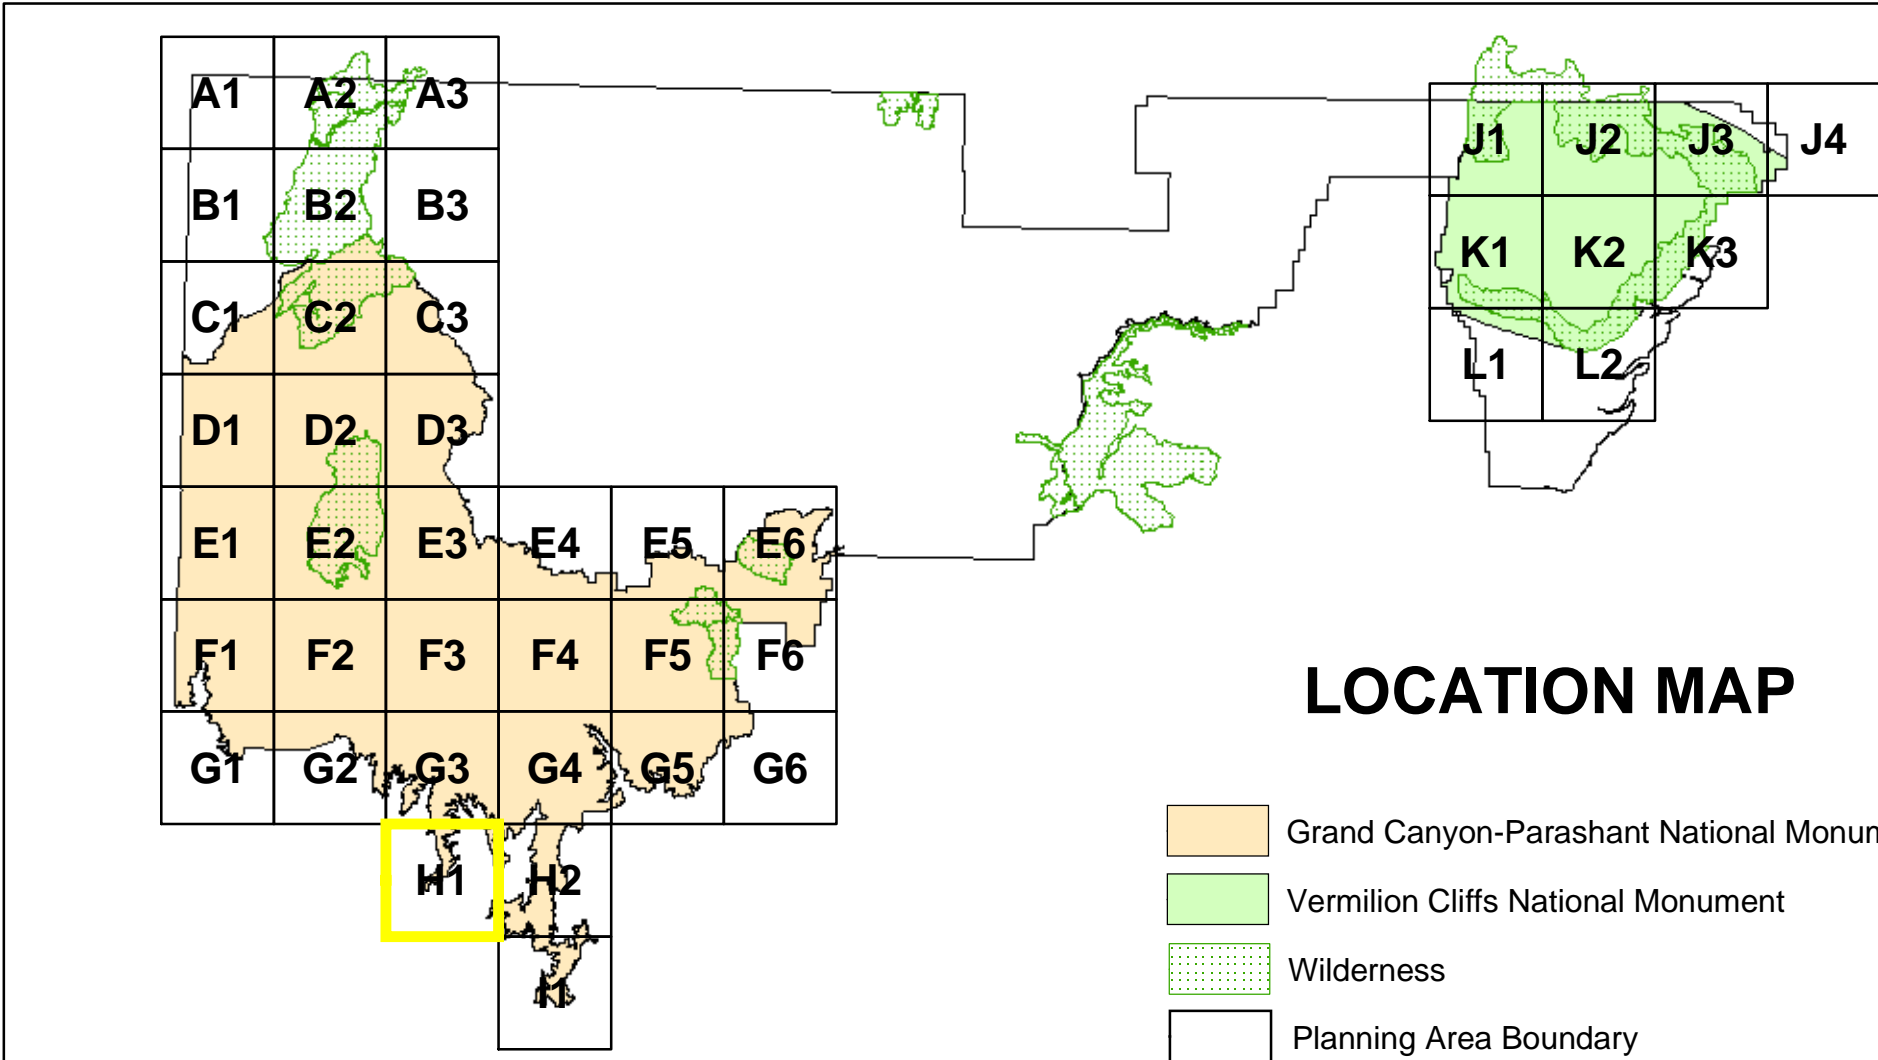 A1 A2 A3
J1 J2 J3 J4
B1 B2 B3
K1 K2 K3
C1 C2 C3
L1 L2
D1 D2 D3
E1 E2 E3 E4 E5 E6
F1 F2 F3 F4 F5 F6
G1 G2 G3 G4 G5 G6
H1 H2
I1
LOCATION MAP
Grand Canyon-Parashant National Monum
Vermilion Cliffs National Monument
Wilderness
Planning Area Boundary